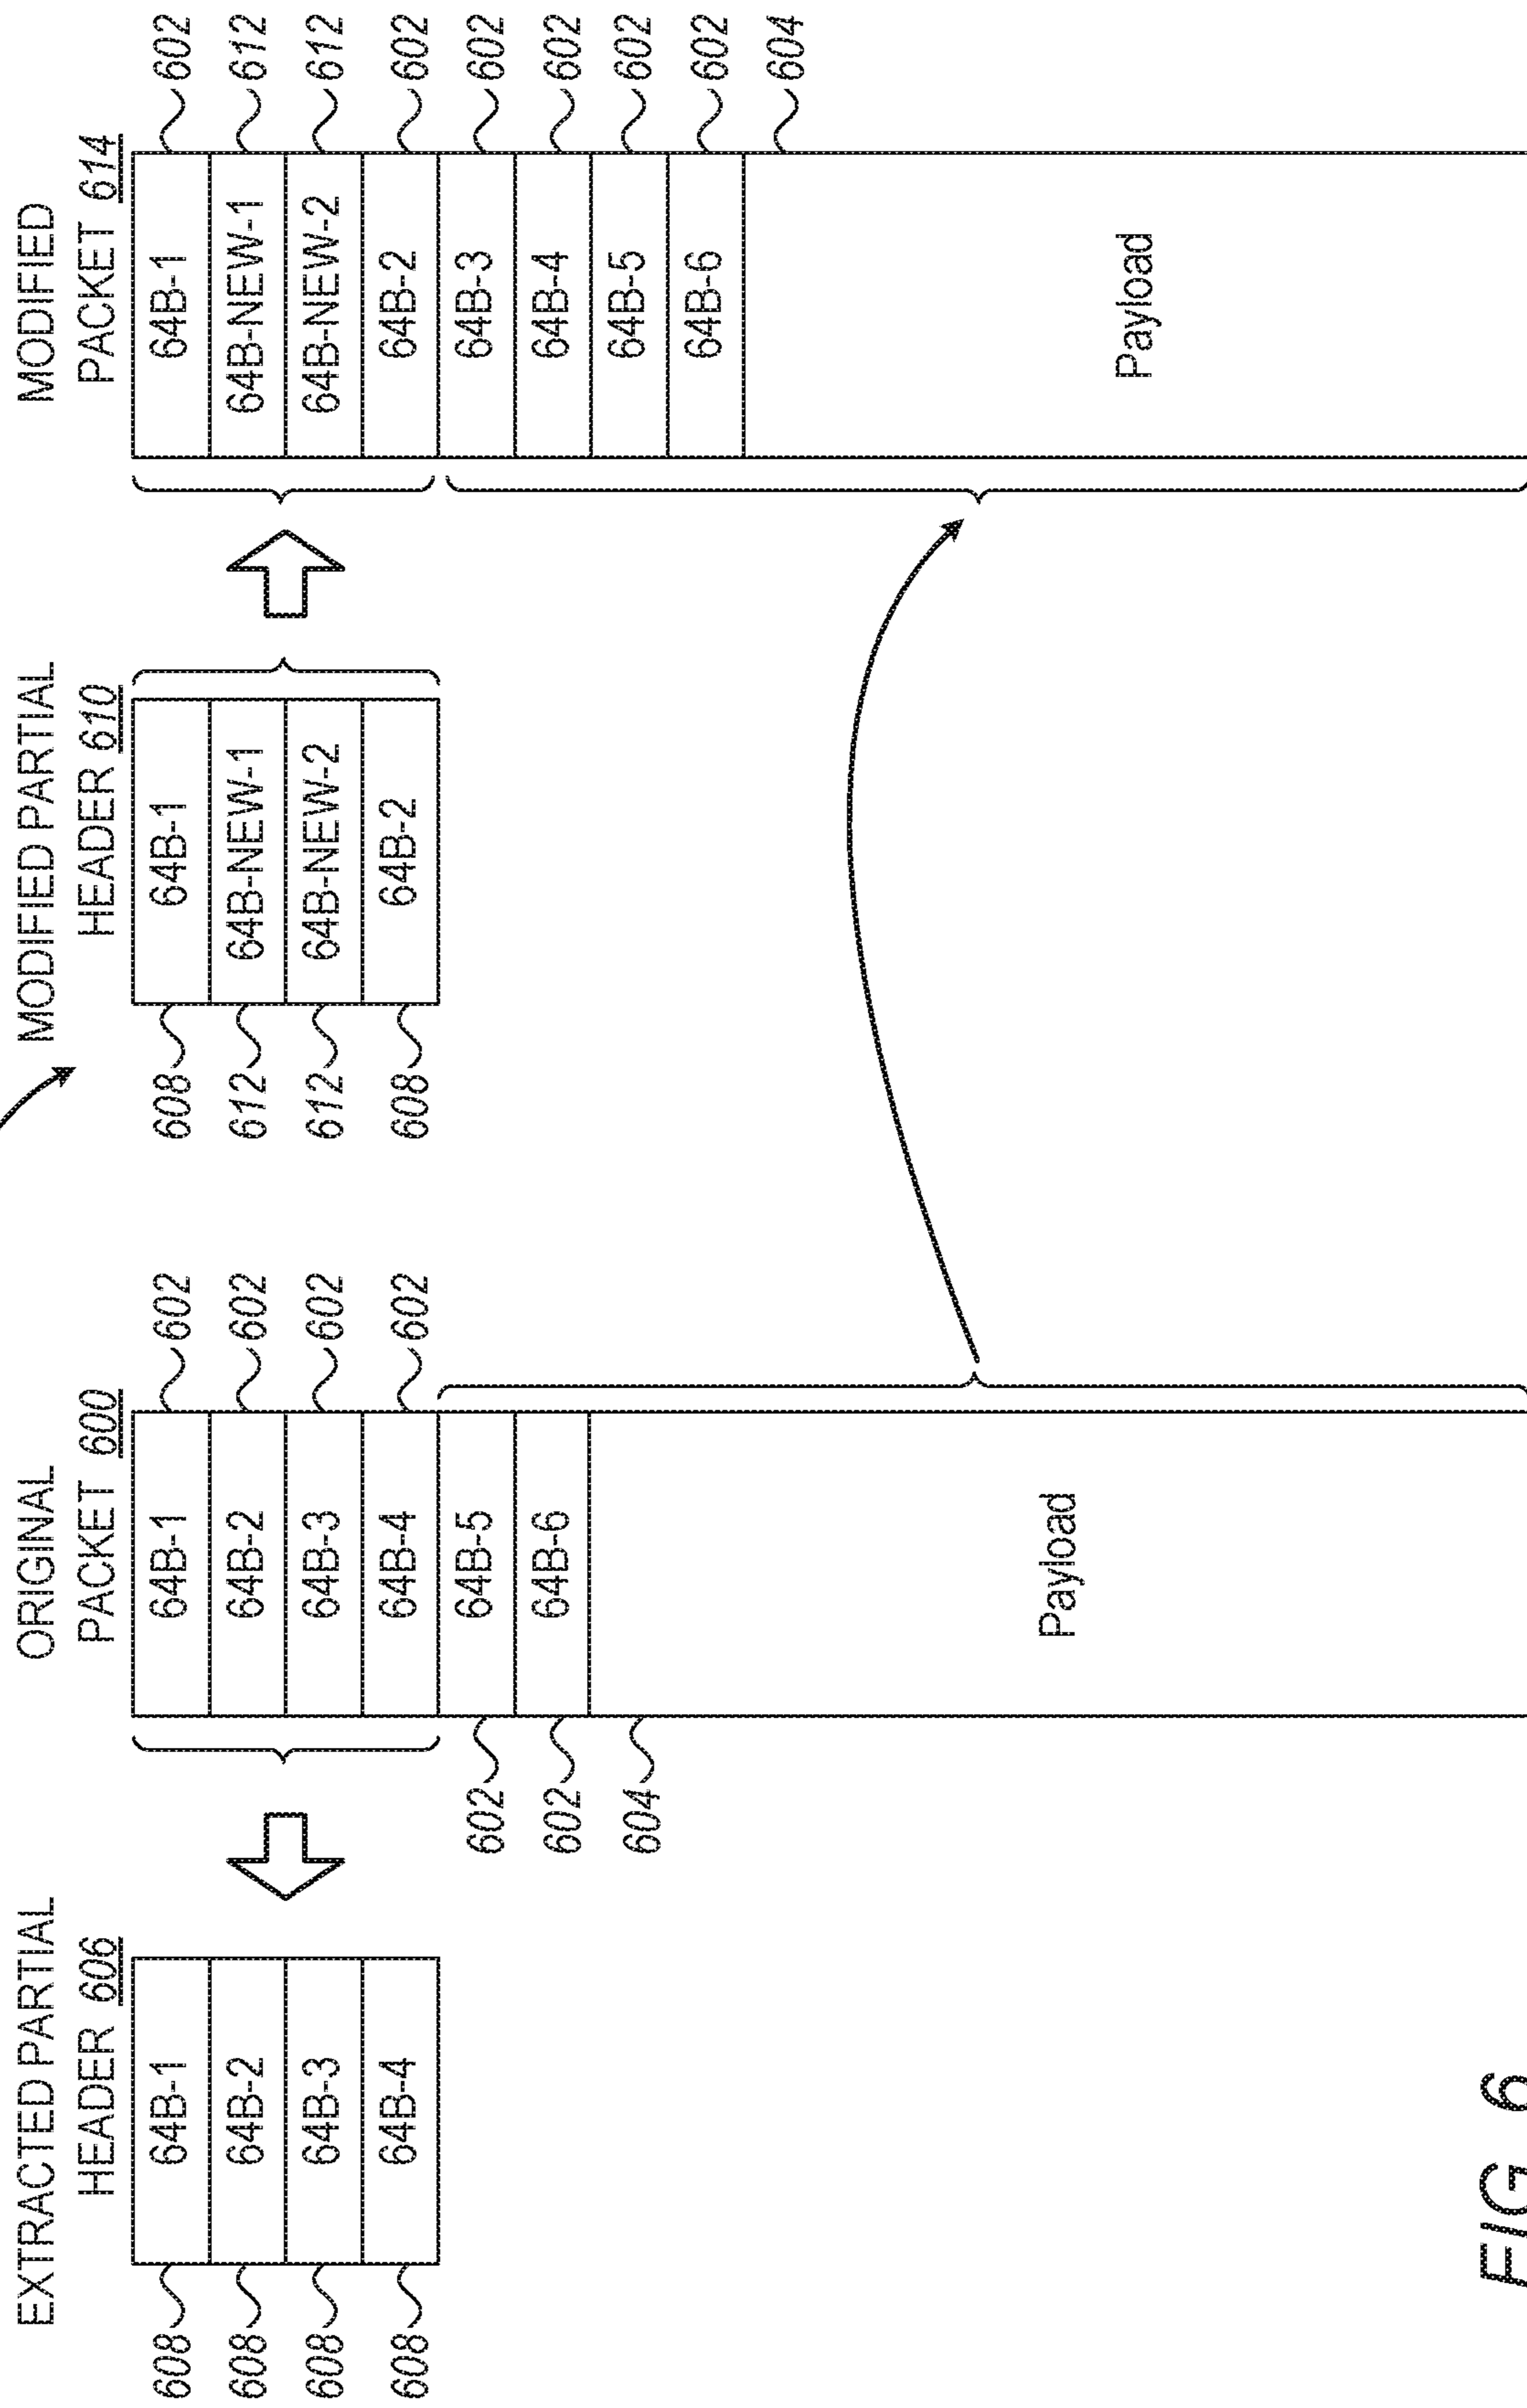 EXTRACTED PARTIAL
HEADER 606
608
64B-1
608
64B-2
608
64B-3
608
64B-4
ORIGINAL
PACKET 600
64B-1
602
64B-2
602
64B-3
602
64B-4
602
602
64B-5
602
64B-6
604
Payload
MODIFIED PARTIAL
HEADER 610
608
64B-1
612
64B-NEW-1
612
64B-NEW-2
608
64B-2
MODIFIED
PACKET 614
64B-1
602
64B-NEW-1
612
64B-NEW-2
612
64B-2
602
64B-3
602
64B-4
602
64B-5
602
64B-6
602
604
Payload
FIG. 6